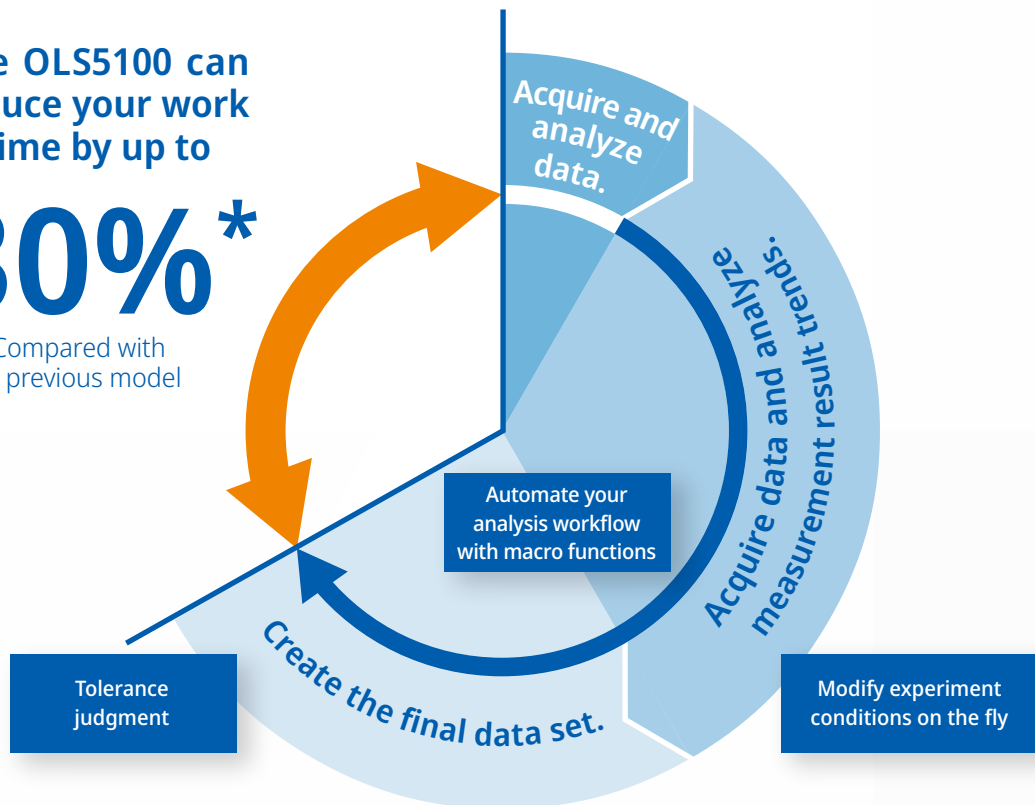 e OLS5100 can
uce your work
ime by up to
Compared with
previous model
Acquire and
analyze
data.
Acquire data and analyze
measurement result trends.
Automate your
analysis workflow
with macro functions
Create the final data set.
Tolerance
judgment
Modify experiment
conditions on the fly